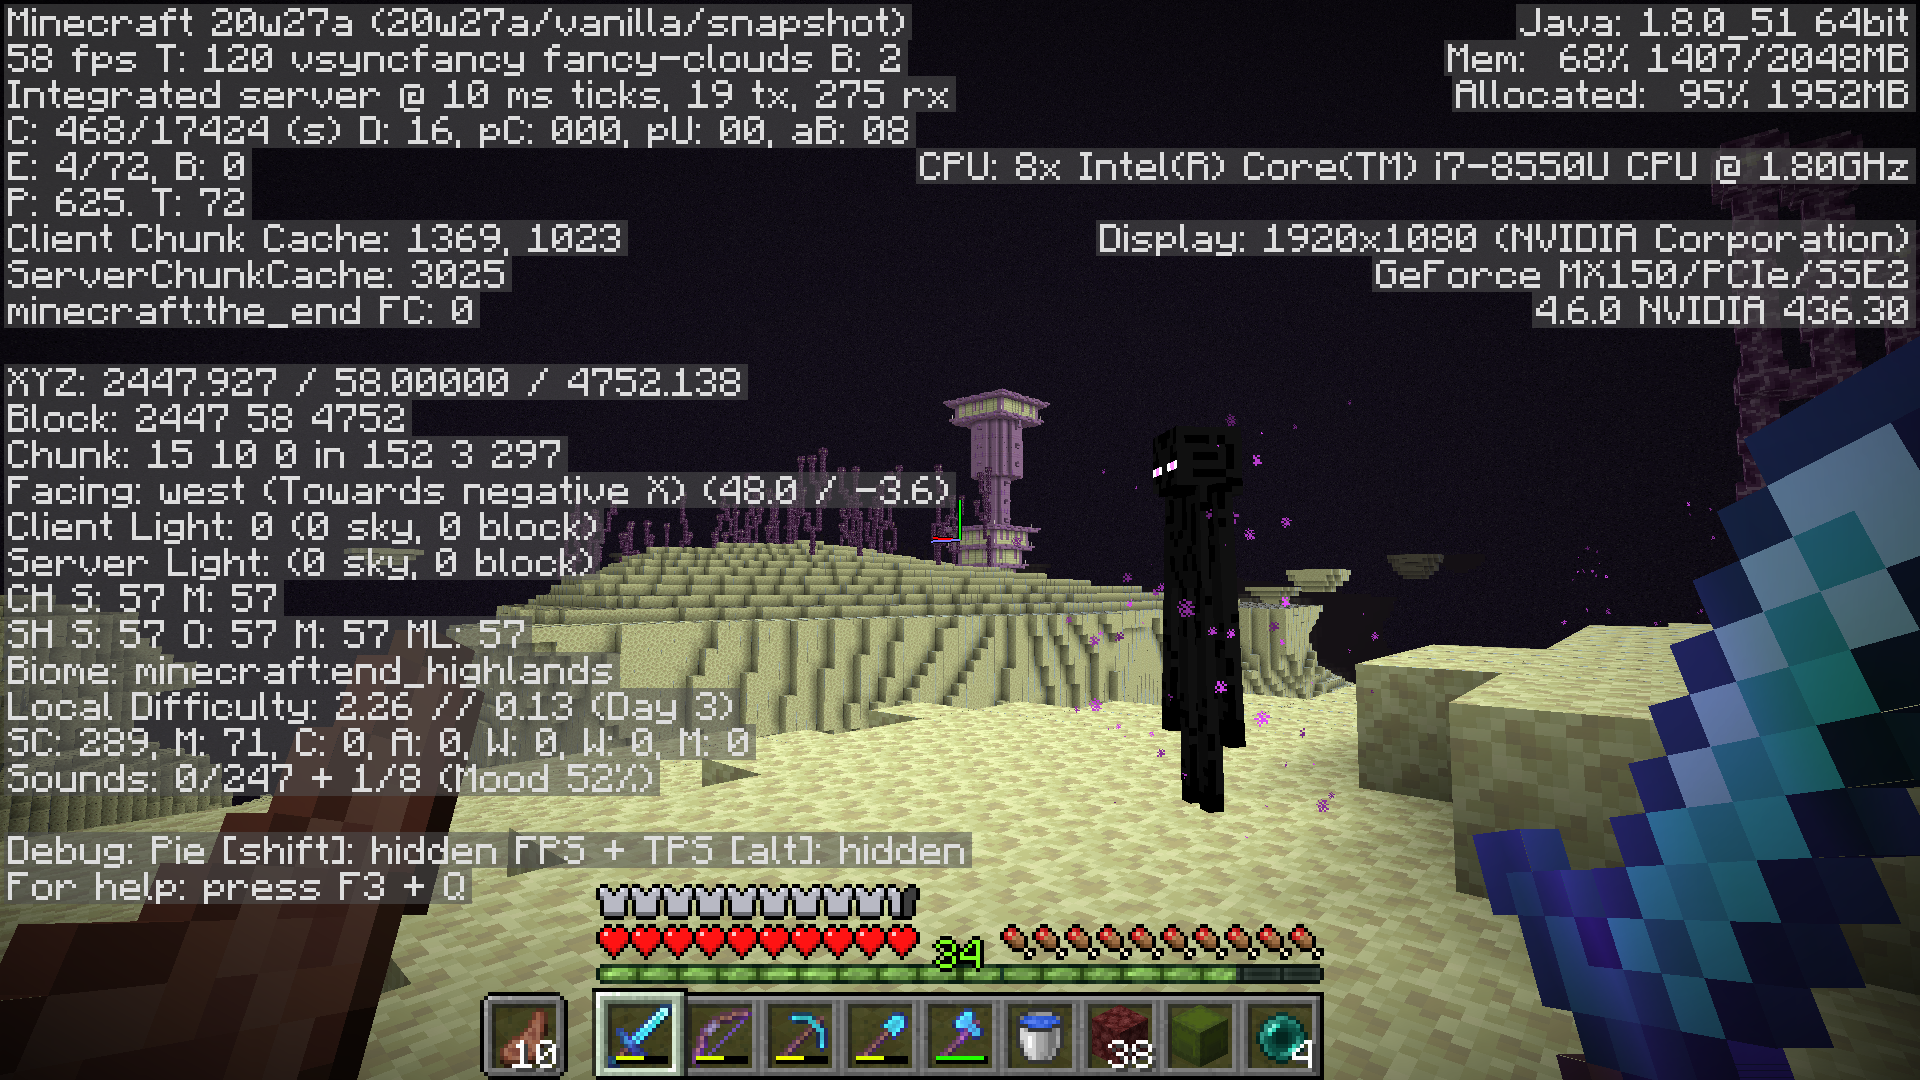 Minecraft 20w27a (20w27a/vanilla/snapshot)
58 fps T: 120 vsyncfancy fancy-clouds B: 2
Integrated server @ 10 ms ticks, 19 tx, 275 rx
C: 468/17424 (s) D: 16, pC: 000, pU: 00, aB: 08
E: 4/72, B: 0
P: 625. T: 72
Client Chunk Cache: 1369, 1023
ServerChunkCache: 3025
minecraft:the_end FC: 0
XYZ: 2447.927 / 58.00000 / 4752.138
Block: 2447 58 4752
Chunk: 15 10 0 in 152 3 297
Facing: west (Towards negative X) (48.0 / -3.6)
Client Light: 0 (0 sky, 0 block)
Server Light: (0 sky, 0 block)
CH S: 57 M: 57
SH S: 57 O: 57 M: 57 ML: 57
Biome: minecraft:end_highlands
Local Difficulty: 2.26 // 0.13 (Day 3)
SC: 289, M: 71, C: 0, A: 0, W: 0, W: 0, M: 0
Sounds: 0/247 + 1/8 (Mood 52%)
Debug: Pie [shift]: hidden FPS + TPS [alt]: hidden
For help: press F3 + Q
Java: 1.8.0_51 64bit
Mem: 68% 1407/2048MB
Allocated: 95% 1952MB
CPU: 8x Intel(R) Core(TM) i7-8550U CPU @ 1.80GHz
Display: 1920x1080 (NVIDIA Corporation)
GeForce MX150/PCIe/SSE2
4.6.0 NVIDIA 436.30
34
10
38
4